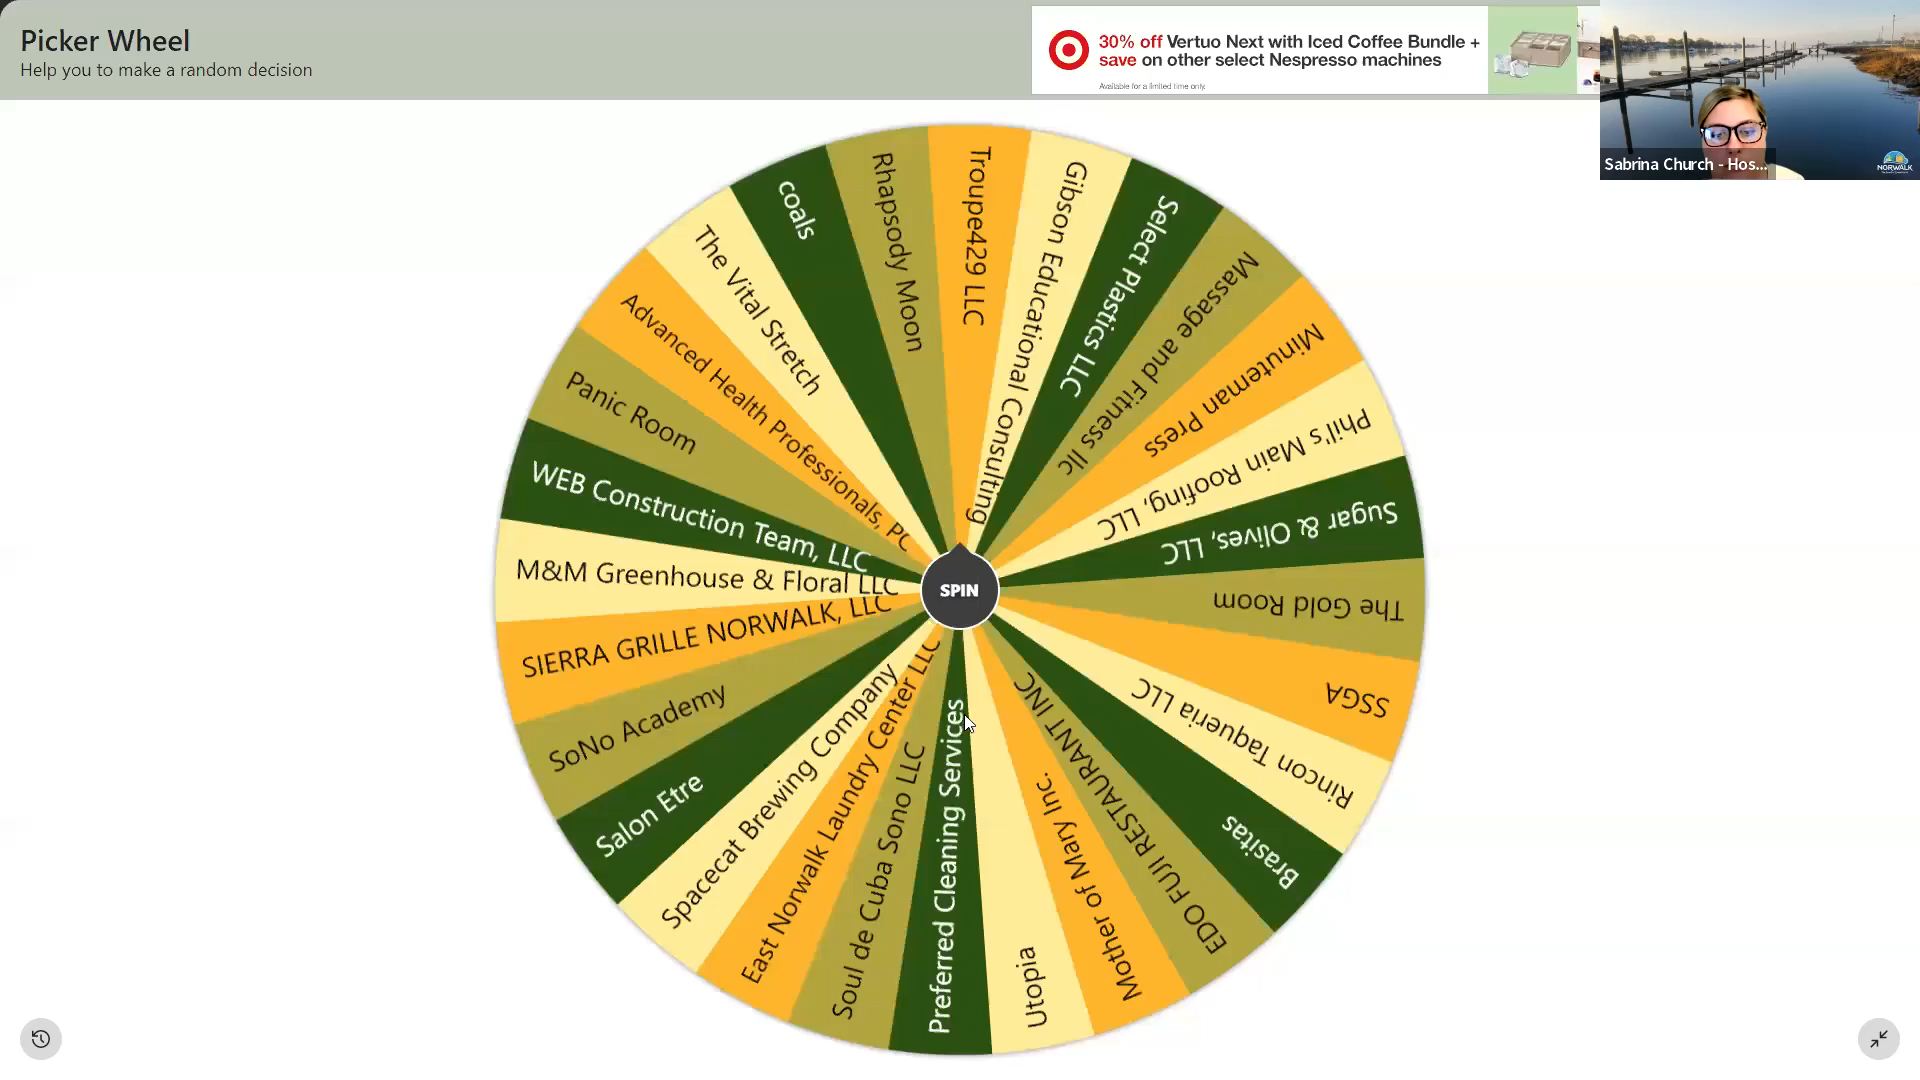 Picker Wheel
Help you to make a random decision
30% off Vertuo Next with Iced Coffee Bundle +
save on other select Nespresso machines
Available for a limited time only.
Sabrina Church - Hos...
NORWALK
Troupe429 LLC
Gibson Educational Consulting
Select Plastics LLC
Massage and Fitness llc
Minuteman Press
Phil's Main Roofing, LLC
Sugar & Olives, LLC
The Gold Room
SSGA
Rincon Taqueria LLC
Brasitas
EDO FUJI RESTAURANT INC
Mother of Mary Inc.
Utopia
Preferred Cleaning Services
Soul de Cuba Sono LLC
East Norwalk Laundry Center LLC
Spacecat Brewing Company
Salon Etre
SoNo Academy
SIERRA GRILLE NORWALK, LLC
M&M Greenhouse & Floral LLC
WEB Construction Team, LLC
Panic Room
Advanced Health Professionals, PC
The Vital Stretch
coals
Rhapsody Moon
SPIN